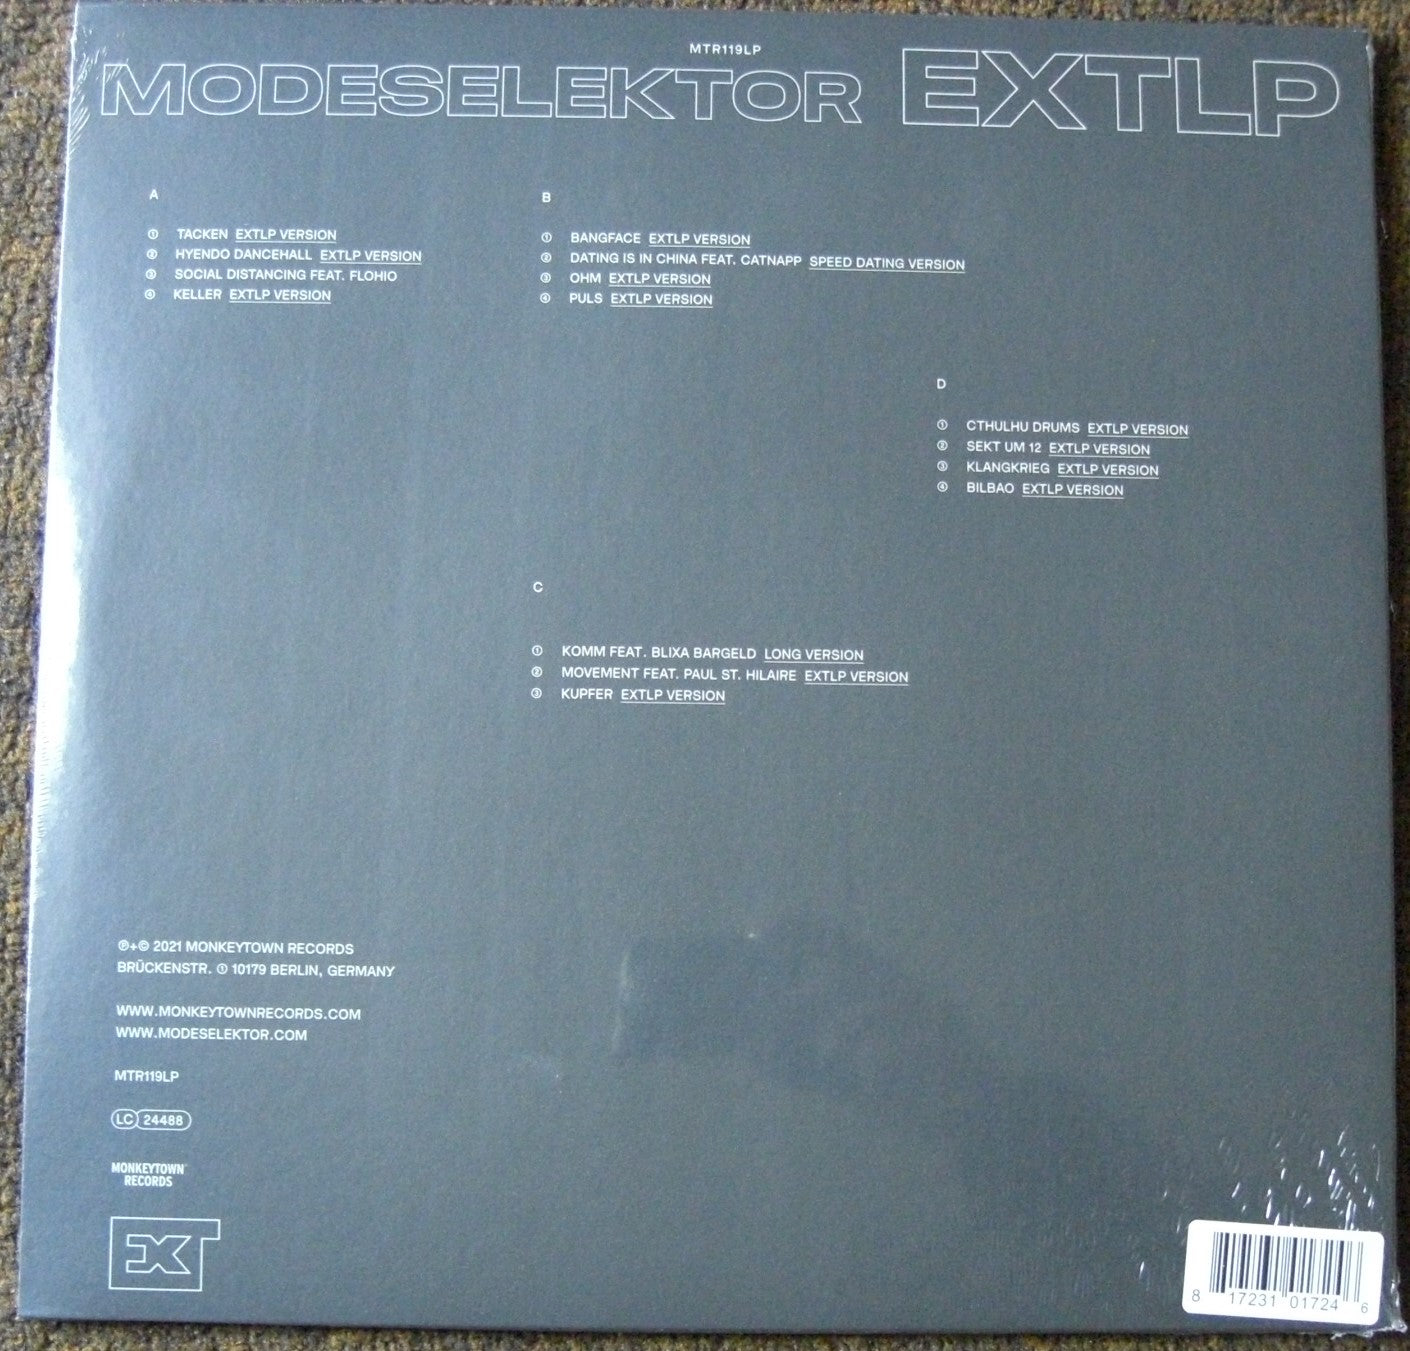 MTR119LP
MODESELEKTOR EXTLP
A
① TACKEN EXTLP VERSION
② HYENDO DANCEHALL EXTLP VERSION
③ SOCIAL DISTANCING FEAT. FLOHIO
④ KELLER EXTLP VERSION
B
① BANGFACE EXTLP VERSION
② DATING IS IN CHINA FEAT. CATNAPP SPEED DATING VERSION
③ OHM EXTLP VERSION
④ PULS EXTLP VERSION
D
① CTHULHU DRUMS EXTLP VERSION
② SEKT UM 12 EXTLP VERSION
③ KLANGKRIEG EXTLP VERSION
④ BILBAO EXTLP VERSION
C
① KOMM FEAT. BLIXA BARGELD LONG VERSION
② MOVEMENT FEAT. PAUL ST. HILAIRE EXTLP VERSION
③ KUPFER EXTLP VERSION
℗+© 2021 MONKEYTOWN RECORDS
BRÜCKENSTR. ① 10179 BERLIN, GERMANY
WWW.MONKEYTOWNRECORDS.COM
WWW.MODESELEKTOR.COM
MTR119LP
LC 24488
MONKEYTOWN
RECORDS
EXT
8 17231 01724 6